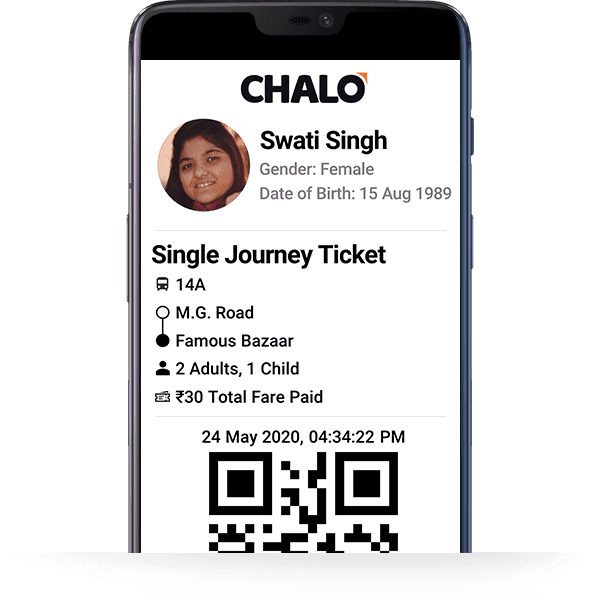 CHALO
Swati Singh
Gender: Female
Date of Birth: 15 Aug 1989
Single Journey Ticket
14A
M.G. Road
Famous Bazaar
2 Adults, 1 Child
₹30 Total Fare Paid
24 May 2020, 04:34:22 PM